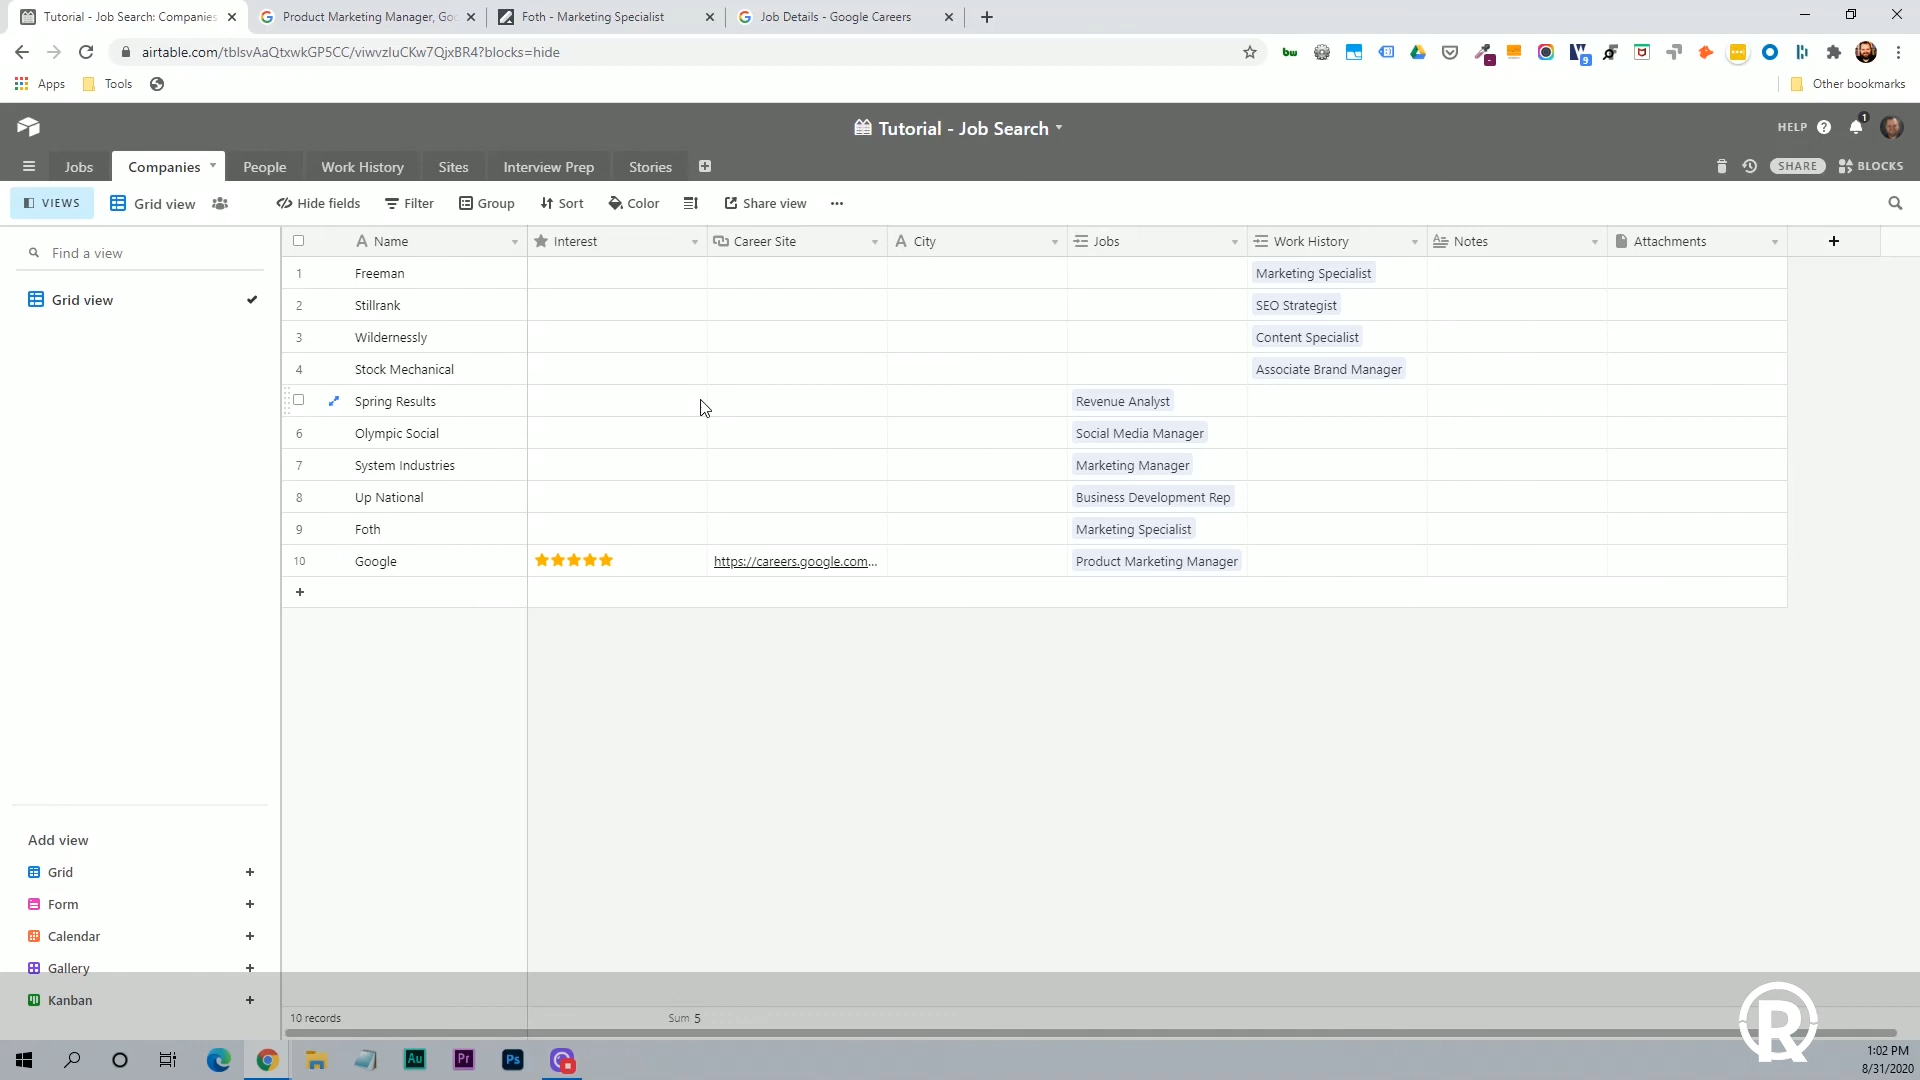 Tutorial - Job Search: Companies
Product Marketing Manager, Goo
Foth - Marketing Specialist
Job Details - Google Careers
airtable.com/tblsvAaQtxwkGP5CC/viwvzIuCKw7QjxBR4?blocks=hide
Apps
Tools
Other bookmarks
Tutorial - Job Search
HELP
1
Jobs
Companies
People
Work History
Sites
Interview Prep
Stories
SHARE
BLOCKS
VIEWS
Grid view
Hide fields
Filter
Group
Sort
Color
Share view
Find a view
Grid view
Name
Interest
Career Site
City
Jobs
Work History
Notes
Attachments
1 Freeman Marketing Specialist
2 Stillrank SEO Strategist
3 Wildernessly Content Specialist
4 Stock Mechanical Associate Brand Manager
Spring Results Revenue Analyst
6 Olympic Social Social Media Manager
7 System Industries Marketing Manager
8 Up National Business Development Rep
9 Foth Marketing Specialist
10 Google https://careers.google.com... Product Marketing Manager
Add view
Grid
Form
Calendar
Gallery
Kanban
10 records
Sum 5
Au
Pr
Ps
R
1:02 PM
8/31/2020